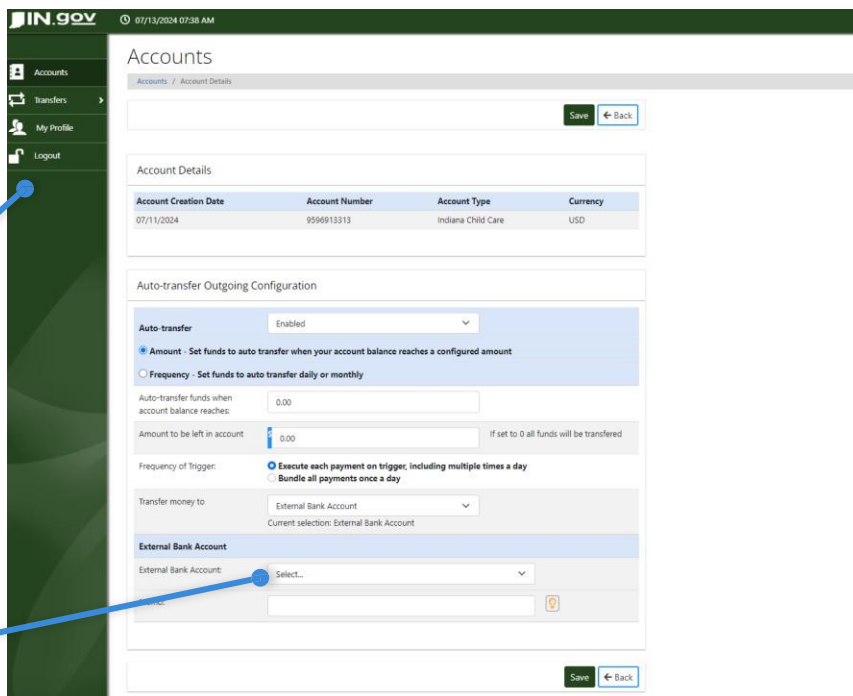 IN.gov
07/13/2024 07:38 AM
Accounts
Transfers
My Profile
Logout
Accounts
Accounts / Account Details
Save Back
Account Details
Account Creation Date Account Number Account Type Currency
07/11/2024 9596913313 Indiana Child Care USD
Auto-transfer Outgoing Configuration
Auto-transfer Enabled
Amount - Set funds to auto transfer when your account balance reaches a configured amount
Frequency - Set funds to auto transfer daily or monthly
Auto-transfer funds when
account balance reaches: 0.00
Amount to be left in account 0.00 If set to 0 all funds will be transfered
Frequency of Trigger: Execute each payment on trigger, including multiple times a day
Bundle all payments once a day
Transfer money to External Bank Account
Current selection: External Bank Account
External Bank Account
External Bank Account: Select...
Save Back